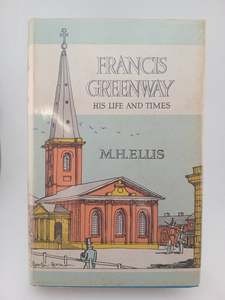 FRANCIS
GREENWAY
HIS LIFE AND TIMES
M.H.ELLIS